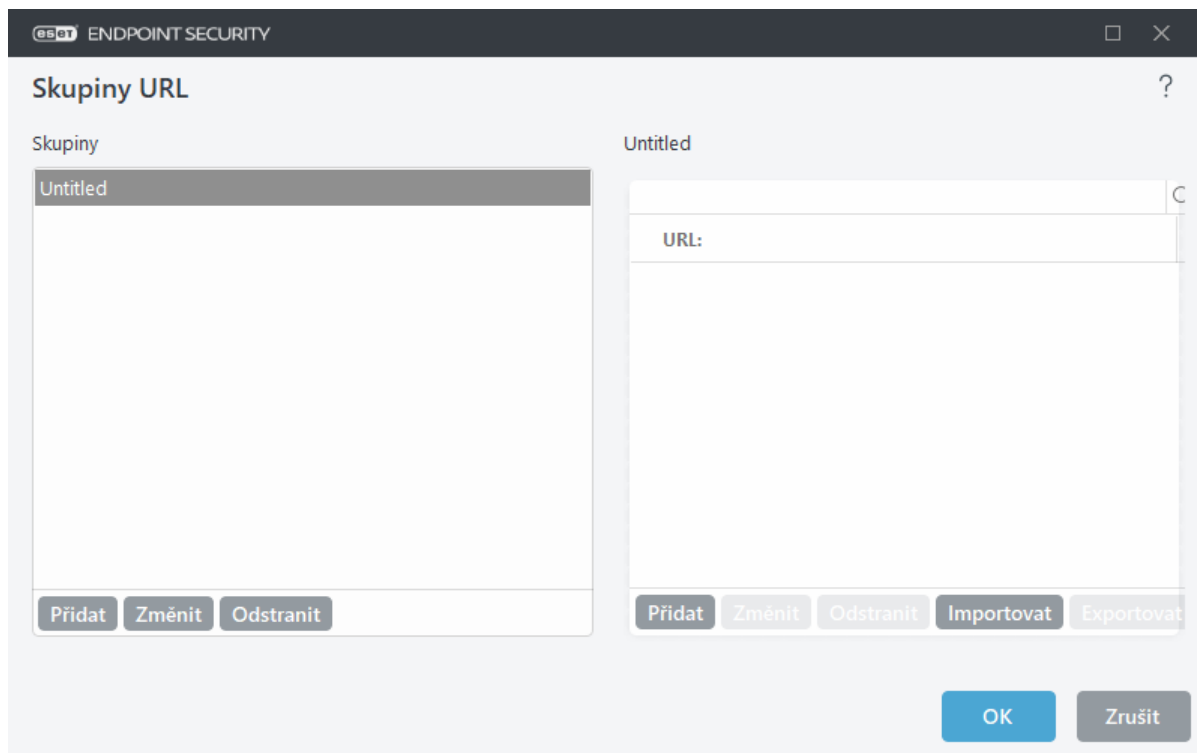 eset ENDPOINT SECURITY
Skupiny URL
?
Skupiny
Untitled
Untitled
URL:
Přidat Změnit Odstranit
Přidat Změnit Odstranit Importovat Exportovat
OK Zrušit